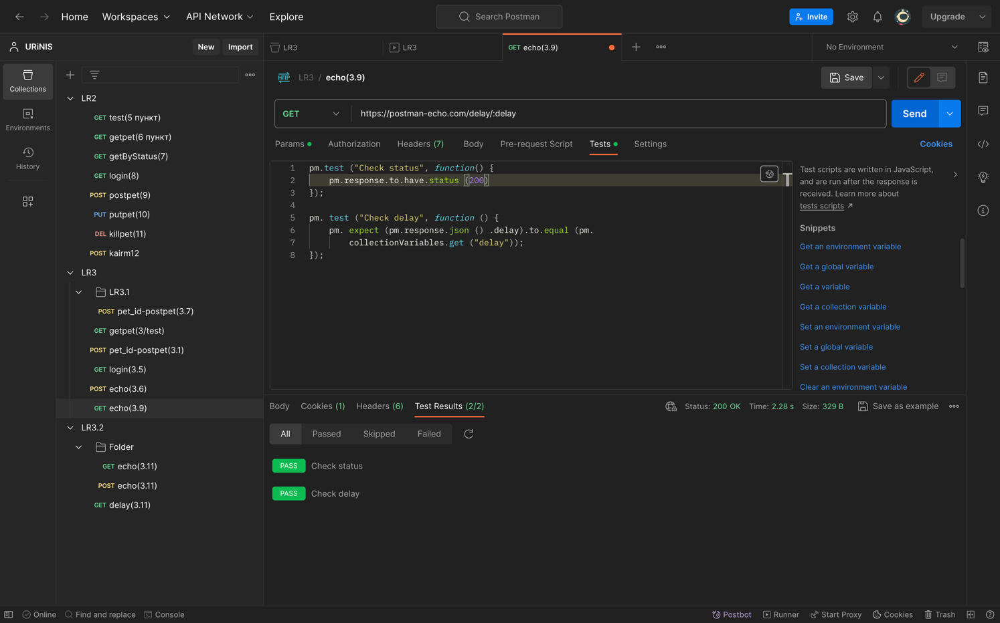 Home Workspaces API Network Explore Search Postman Invite Upgrade
URiNIS New Import LR3 LR3 GET echo(3.9) No Environment
Collections
Environments
History
LR2
GET test(5 пункт)
GET getpet(6 пункт)
GET getByStatus(7)
GET login(8)
POST postpet(9)
PUT putpet(10)
DEL killpet(11)
POST kairm12
LR3
LR3.1
POST pet_id-postpet(3.7)
GET getpet(3/test)
POST pet_id-postpet(3.1)
GET login(3.5)
POST echo(3.6)
GET echo(3.9)
LR3.2
Folder
GET echo(3.11)
POST echo(3.11)
GET delay(3.11)
HTTP LR3 / echo(3.9) Save
GET https://postman-echo.com/delay/:delay Send
Params Authorization Headers (7) Body Pre-request Script Tests Settings Cookies
1 pm.test ("Check status", function() {
2 pm.response.to.have.status (200)
3 });
4
5 pm. test ("Check delay", function () {
6 pm. expect (pm.response.json () .delay).to.equal (pm.
7 collectionVariables.get ("delay"));
8 });
Test scripts are written in JavaScript,
and are run after the response is
received. Learn more about
tests scripts
Snippets
Get an environment variable
Get a global variable
Get a variable
Get a collection variable
Set an environment variable
Set a global variable
Set a collection variable
Clear an environment variable
Body Cookies (1) Headers (6) Test Results (2/2) Status: 200 OK Time: 2.28 s Size: 329 B Save as example
All Passed Skipped Failed
PASS Check status
PASS Check delay
Online Find and replace Console Postbot Runner Start Proxy Cookies Trash